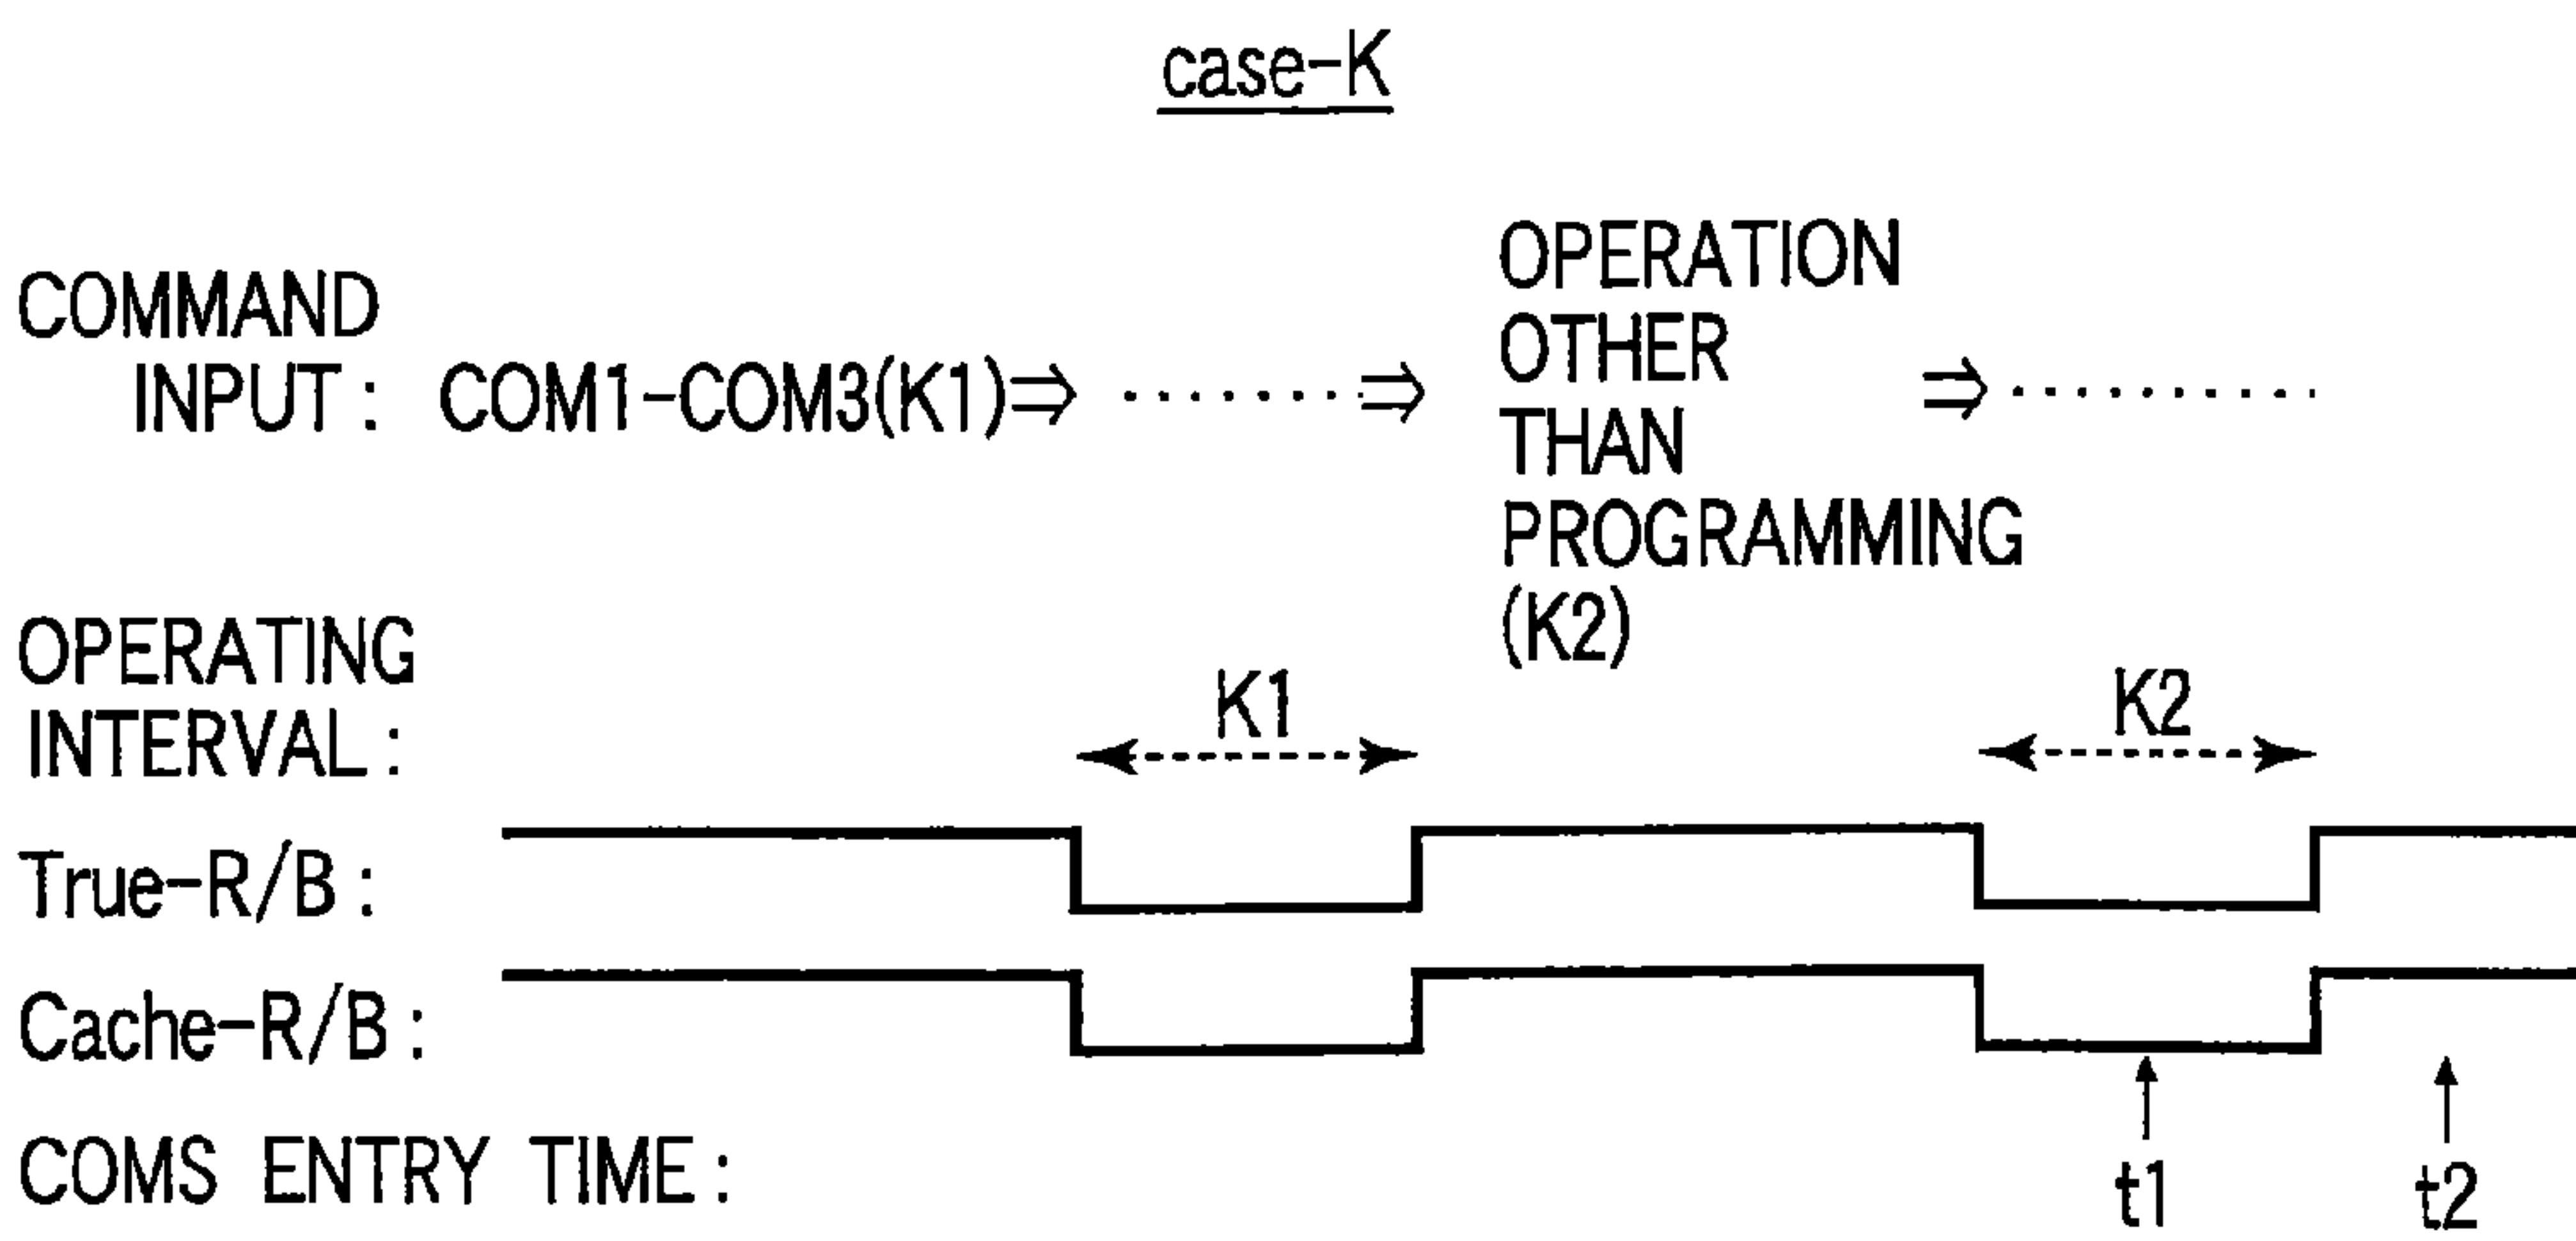 case-K
COMMAND
INPUT : COM1-COM3(K1)⇒ ·······⇒ OPERATION OTHER THAN PROGRAMMING (K2) ⇒··········
OPERATING
INTERVAL : K1 K2
True-R/B :
Cache-R/B :
COMS ENTRY TIME : t1 t2